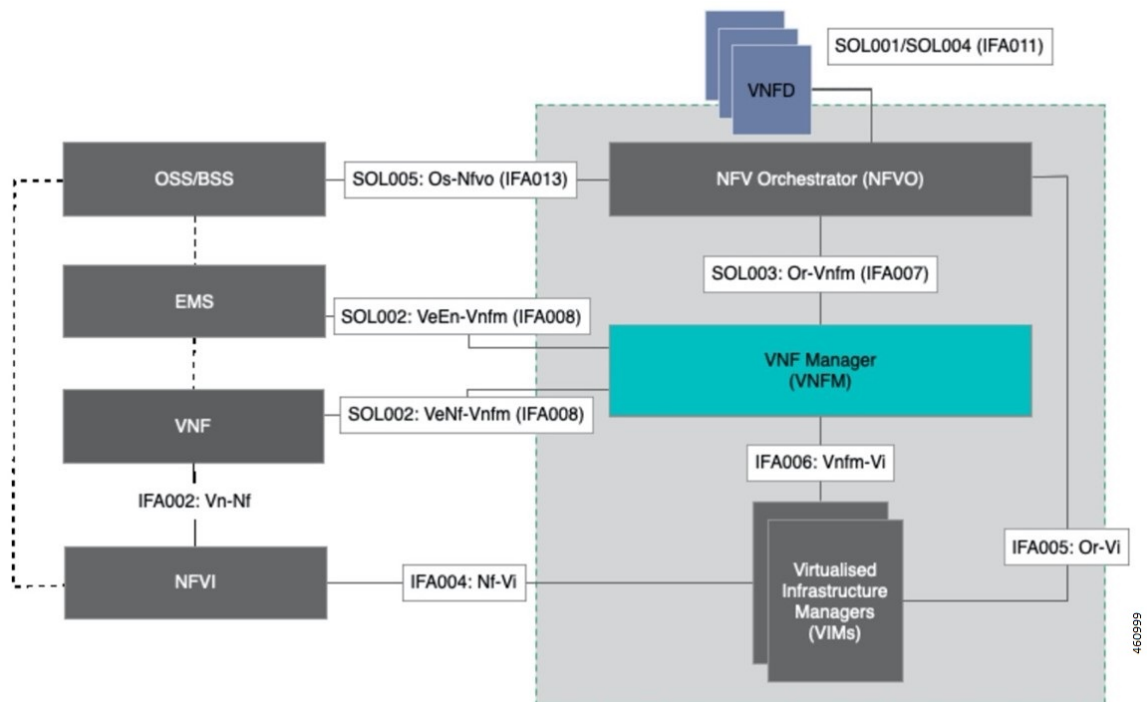 SOL001/SOL004 (IFA011)
VNFD
OSS/BSS
SOL005: Os-Nfvo (IFA013)
NFV Orchestrator (NFVO)
SOL003: Or-Vnfm (IFA007)
EMS
SOL002: VeEn-Vnfm (IFA008)
VNF Manager
(VNFM)
VNF
SOL002: VeNf-Vnfm (IFA008)
IFA006: Vnfm-Vi
IFA002: Vn-Nf
NFVI
IFA004: Nf-Vi
Virtualised
Infrastructure
Managers
(VIMs)
IFA005: Or-Vi
460999